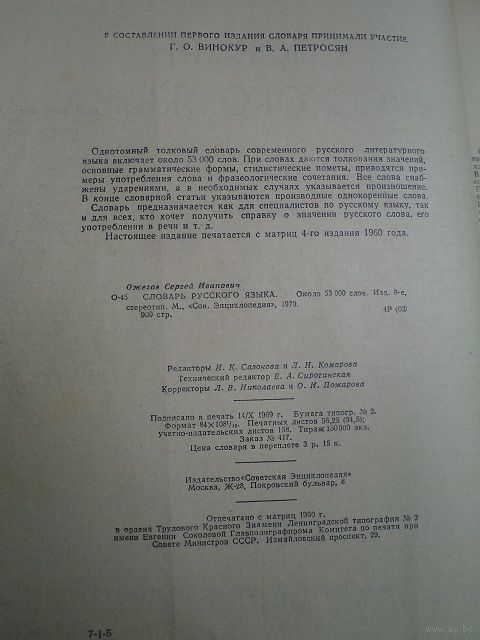 В СОСТАВЛЕНИИ ПЕРВОГО ИЗДАНИЯ СЛОВАРЯ ПРИНИМАЛИ УЧАСТИЕ
Г. О. ВИНОКУР и В. А. ПЕТРОСЯН
Однотомный толковый словарь современного русского литературного
языка включает около 53 000 слов. При словах даются толкования значений,
основные грамматические формы, стилистические пометы, приводятся при-
меры употребления слова и фразеологические сочетания. Все слова снаб-
жены ударениями, а в необходимых случаях указывается произношение.
В конце словарной статьи указываются производные однокоренные слова.
Словарь предназначается как для специалистов по русскому языку, так
и для всех, кто хочет получить справку о значении русского слова, его
употреблении в речи и т. д.
Настоящее издание печатается с матриц 4-го издания 1960 года.
Ожегов Сергей Иванович
О-45 СЛОВАРЬ РУССКОГО ЯЗЫКА. Около 53 000 слов. Изд. 8-е,
стереотип. М., «Сов. Энциклопедия», 1970.
900 стр. 4Р (03)
Редакторы И. К. Сазонова и Л. Н. Комарова
Технический редактор Е. А. Сиротинская
Корректоры Л. В. Николаева и О. И. Пожарова
Подписано в печать 14/X 1969 г. Бумага типогр. № 2.
Формат 84×108 1/16. Печатных листов 56,25 (94,5);
учетно-издательских листов 158. Тираж 150 000 экз.
Заказ № 417.
Цена словаря в переплете 3 р. 15 к.
Издательство «Советская Энциклопедия»
Москва, Ж-28, Покровский бульвар, 8
Отпечатано с матриц 1960 г.
в ордена Трудового Красного Знамени Ленинградской типографии № 2
имени Евгении Соколовой Главполиграфпрома Комитета по печати при
Совете Министров СССР. Измайловский проспект, 29.
7-1-5
www.ay.by